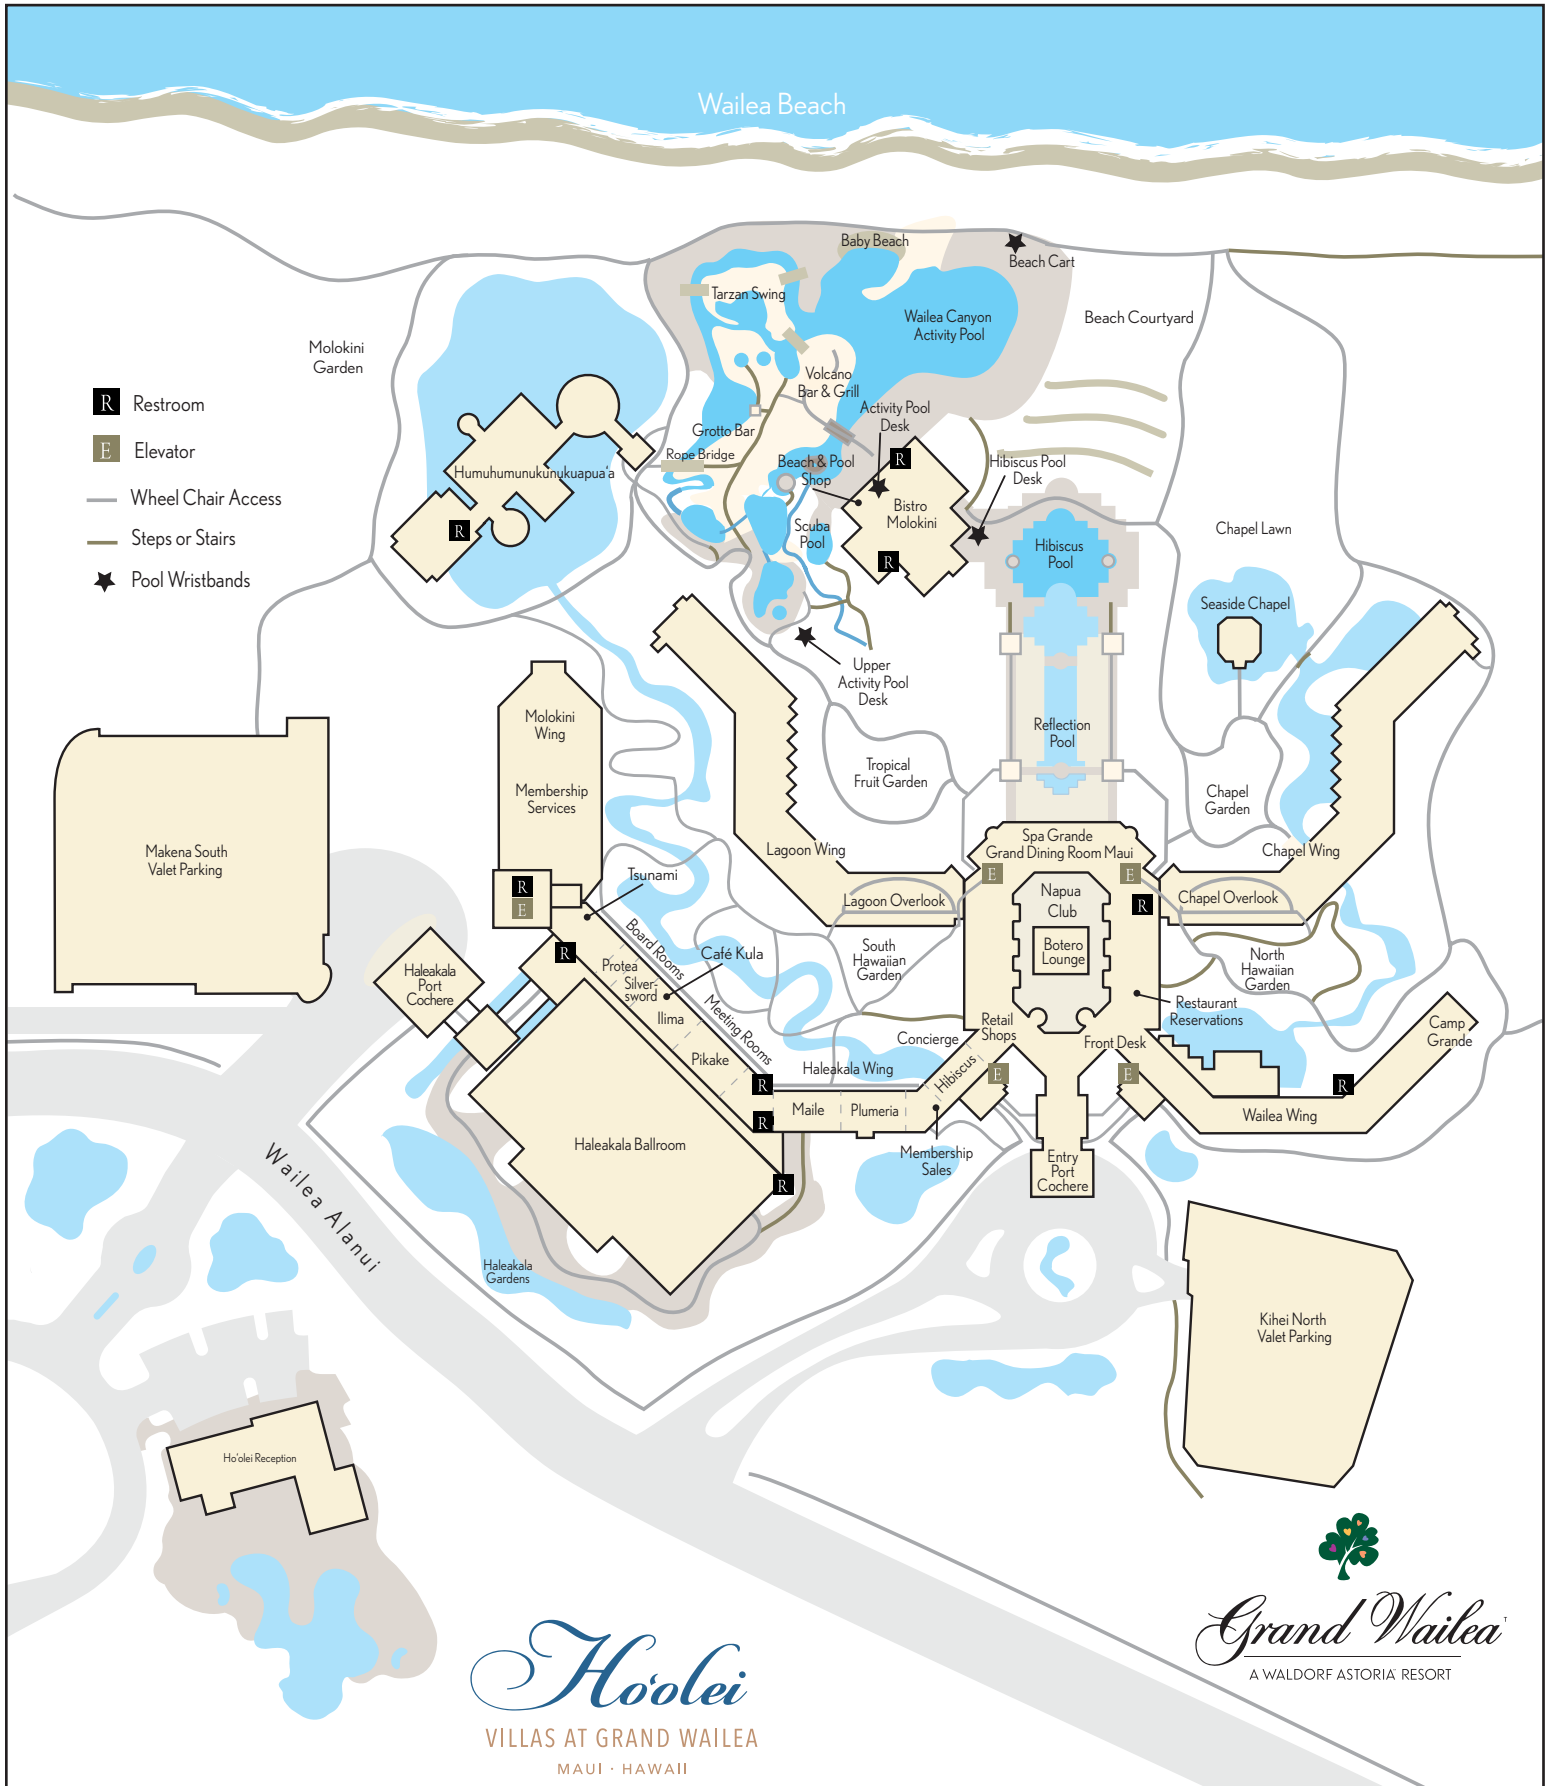 Wailea Beach
Baby Beach
Beach Cart
Tarzan Swing
Wailea Canyon
Activity Pool
Beach Courtyard
Molokini
Garden
Volcano
Bar & Grill
R Restroom
E Elevator
Wheel Chair Access
Steps or Stairs
Pool Wristbands
Activity Pool
Desk
Grotto Bar
Rope Bridge
Beach & Pool
Shop
R
Hibiscus Pool
Desk
Humuhumunukunukuapua'a
R
Bistro
Molokini
Scuba
Pool
R
Hibiscus
Pool
Chapel Lawn
Seaside Chapel
Upper
Activity Pool
Desk
Molokini
Wing
Reflection
Pool
Tropical
Fruit Garden
Membership
Services
Chapel
Garden
Makena South
Valet Parking
Lagoon Wing
Spa Grande
Grand Dining Room Maui
Chapel Wing
E
E
R
E
Tsunami
Lagoon Overlook
Napua
Club
R
Chapel Overlook
Board Rooms
R
Café Kula
South
Hawaiian
Garden
Botero
Lounge
North
Hawaiian
Garden
Haleakala
Port
Cochere
Protea
Silver-
sword
Ilima
Meeting Rooms
Restaurant
Reservations
Retail
Shops
Concierge
Front Desk
Camp
Grande
Pikake
Haleakala Wing
Hibiscus
E
E
R
R
Maile
Plumeria
R
Wailea Wing
Haleakala Ballroom
Membership
Sales
Entry
Port
Cochere
R
Wailea Alanui
Haleakala
Gardens
Kihei North
Valet Parking
Ho'olei Reception
Grand Wailea
A WALDORF ASTORIA RESORT
Ho'olei
VILLAS AT GRAND WAILEA
MAUI · HAWAII